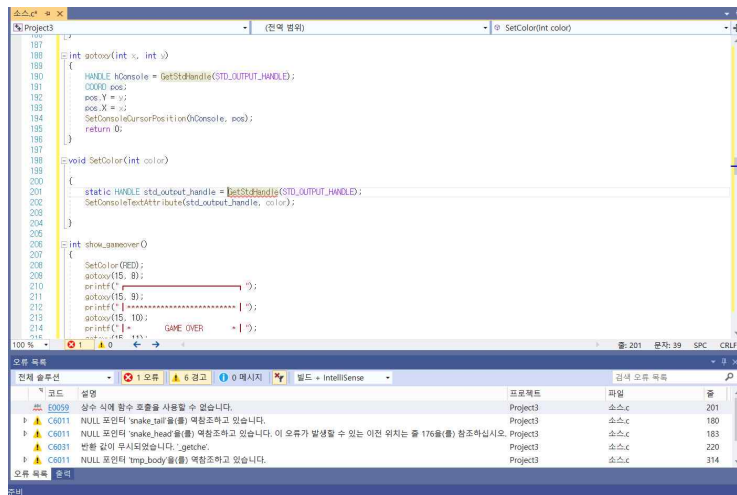 소스.c*
Project3
(전역 범위)
SetColor(int color)
186
187
188 int gotoxy(int x, int y)
189 {
190 HANDLE hConsole = GetStdHandle(STD_OUTPUT_HANDLE);
191 COORD pos;
192 pos.Y = y;
193 pos.X = x;
194 SetConsoleCursorPosition(hConsole, pos);
195 return 0;
196 }
197
198 void SetColor(int color)
199
200 {
201 static HANDLE std_output_handle = GetStdHandle(STD_OUTPUT_HANDLE);
202 SetConsoleTextAttribute(std_output_handle, color);
203
204 }
205
206 int show_gameover()
207 {
208 SetColor(RED);
209 gotoxy(15, 8);
210 printf("┏━━━━━━━━━━━━━┓");
211 gotoxy(15, 9);
212 printf("┃**************************┃");
213 gotoxy(15, 10);
214 printf("┃* GAME OVER *┃");
215 gotoxy(15, 11);
100 % 1 0 줄: 201 문자: 39 SPC CRLF
오류 목록
전체 솔루션 1 오류 6 경고 0 메시지 빌드 + IntelliSense 검색 오류 목록
코드 설명 프로젝트 파일 줄
E0059 상수 식에 함수 호출을 사용할 수 없습니다. Project3 소스.c 201
C6011 NULL 포인터 'snake_tail'을(를) 역참조하고 있습니다. Project3 소스.c 180
C6011 NULL 포인터 'snake_head'을(를) 역참조하고 있습니다. 이 오류가 발생할 수 있는 이전 위치는 줄 176을(를) 참조하십시오. Project3 소스.c 183
C6031 반환 값이 무시되었습니다. '_getche'. Project3 소스.c 220
C6011 NULL 포인터 'tmp_body'을(를) 역참조하고 있습니다. Project3 소스.c 314
오류 목록 출력
준비